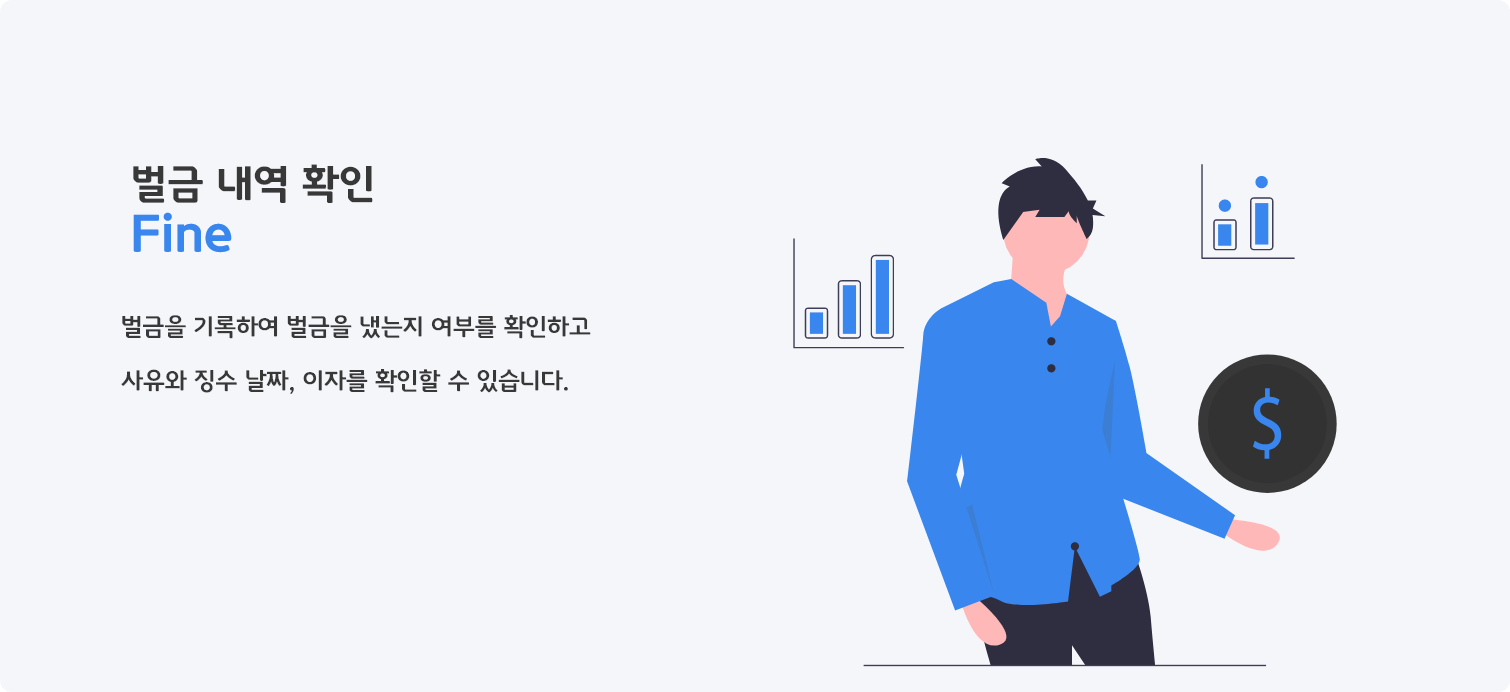 벌금 내역 확인
Fine
벌금을 기록하여 벌금을 냈는지 여부를 확인하고
사유와 징수 날짜, 이자를 확인할 수 있습니다.
$